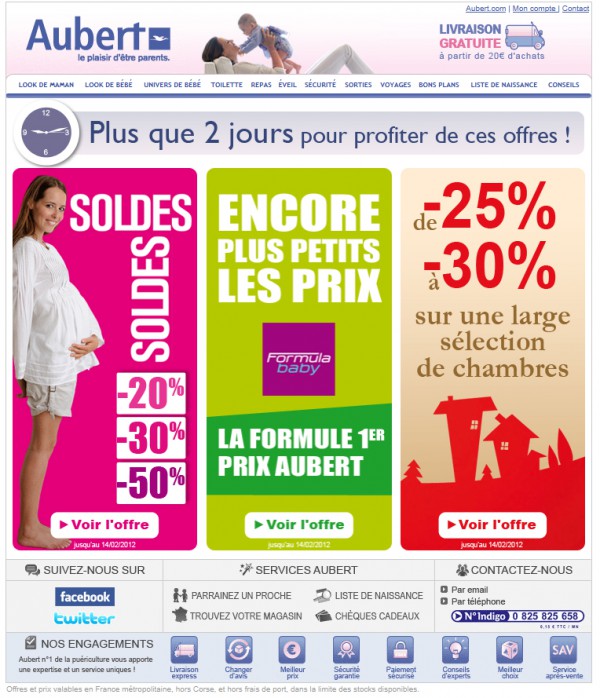 Aubert.com | Mon compte | Contact
Aubert
le plaisir d'être parents.
LIVRAISON
GRATUITE
à partir de 20€ d'achats
LOOK DE MAMAN LOOK DE BÉBÉ UNIVERS DE BÉBÉ TOILETTE REPAS ÉVEIL SÉCURITÉ SORTIES VOYAGES BONS PLANS LISTE DE NAISSANCE CONSEILS
12
9 3
6
Plus que 2 jours pour profiter de ces offres !
SOLDES
SOLDES
-20%
-30%
-50%
Voir l'offre
jusqu'au 14/02/2012
ENCORE
PLUS PETITS
LES PRIX
Formula
baby
LA FORMULE 1ER
PRIX AUBERT
Voir l'offre
jusqu'au 14/02/2012
de -25%
à -30%
sur une large
sélection
de chambres
Voir l'offre
jusqu'au 14/02/2012
SUIVEZ-NOUS SUR
facebook
twitter
SERVICES AUBERT
PARRAINEZ UN PROCHE LISTE DE NAISSANCE
TROUVEZ VOTRE MAGASIN CHÈQUES CADEAUX
CONTACTEZ-NOUS
Par email
Par téléphone
N°Indigo 0 825 825 658
0,15 € TTC / MN
NOS ENGAGEMENTS
Aubert n°1 de la puériculture vous apporte
une expertise et un service uniques !
Livraison
express
Changer
d'avis
Meilleur
prix
Sécurité
garantie
Paiement
sécurisé
Conseils
d'experts
Meilleur
choix
SAV
Service
après-vente
Offres et prix valables en France métropolitaine, hors Corse, et hors frais de port, dans la limite des stocks disponibles.